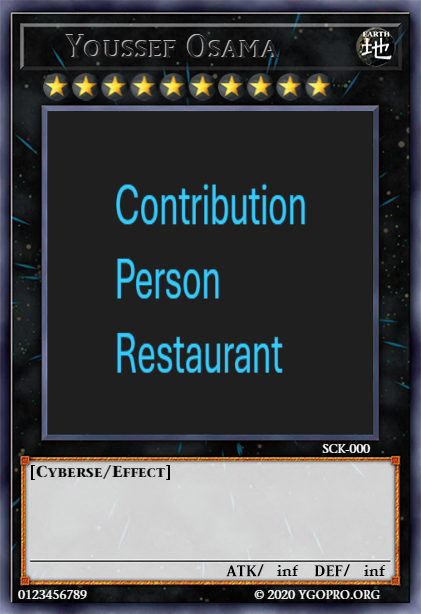 Youssef Osama
EARTH
地
Contribution
Person
Restaurant
SCK-000
[Cyberse/Effect]
ATK/ inf DEF/ inf
0123456789
© 2020 YGOPRO.ORG